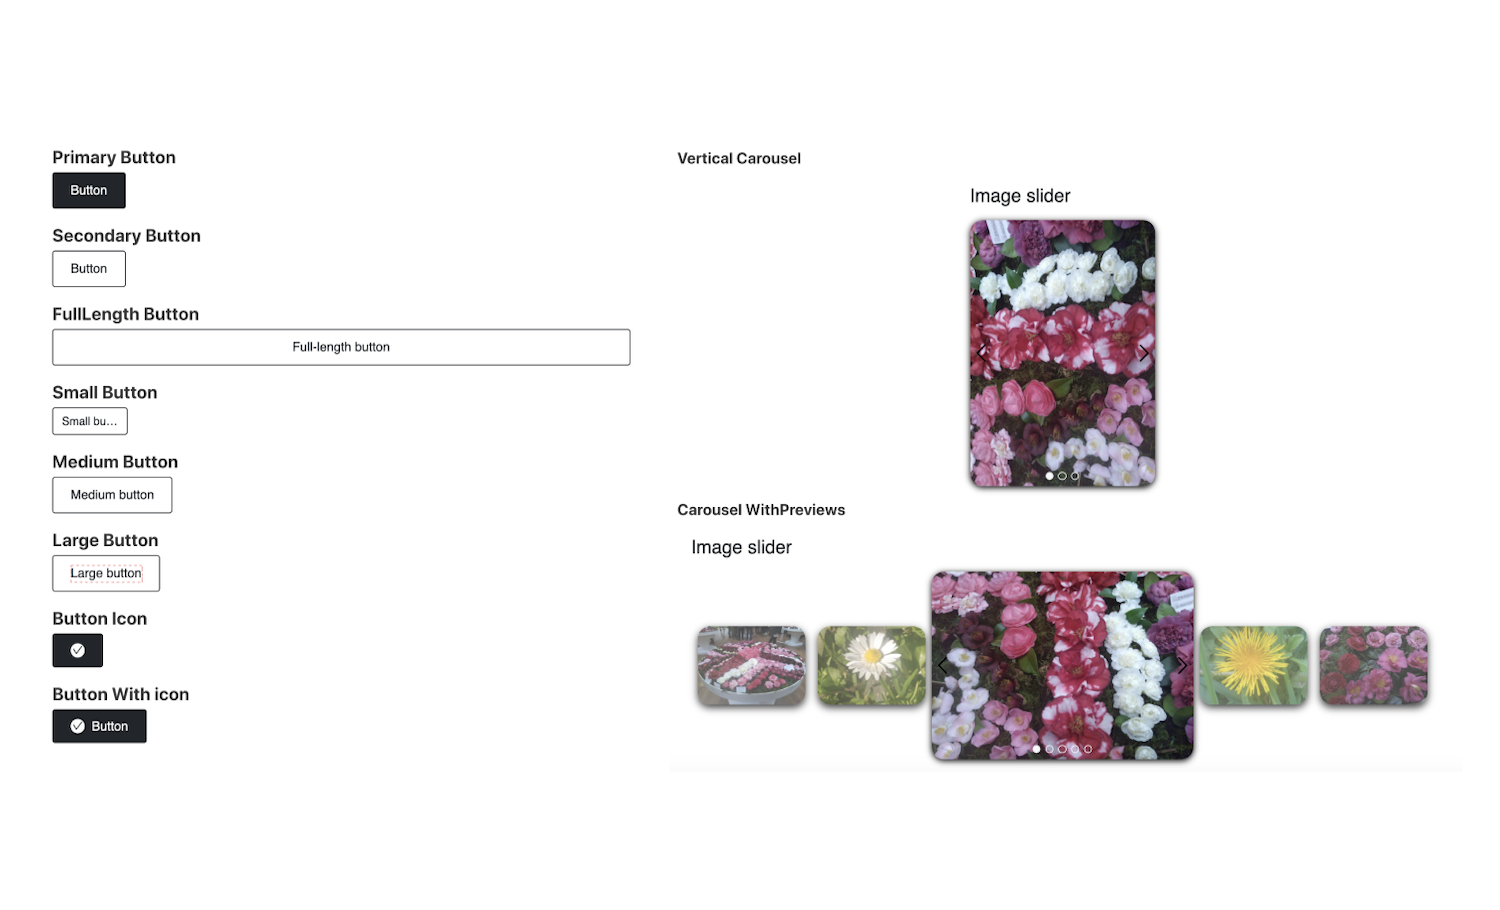 Primary Button
Button
Secondary Button
Button
FullLength Button
Full-length button
Small Button
Small bu...
Medium Button
Medium button
Large Button
Large button
Button Icon
Button With icon
Button
Vertical Carousel
Image slider
Carousel WithPreviews
Image slider